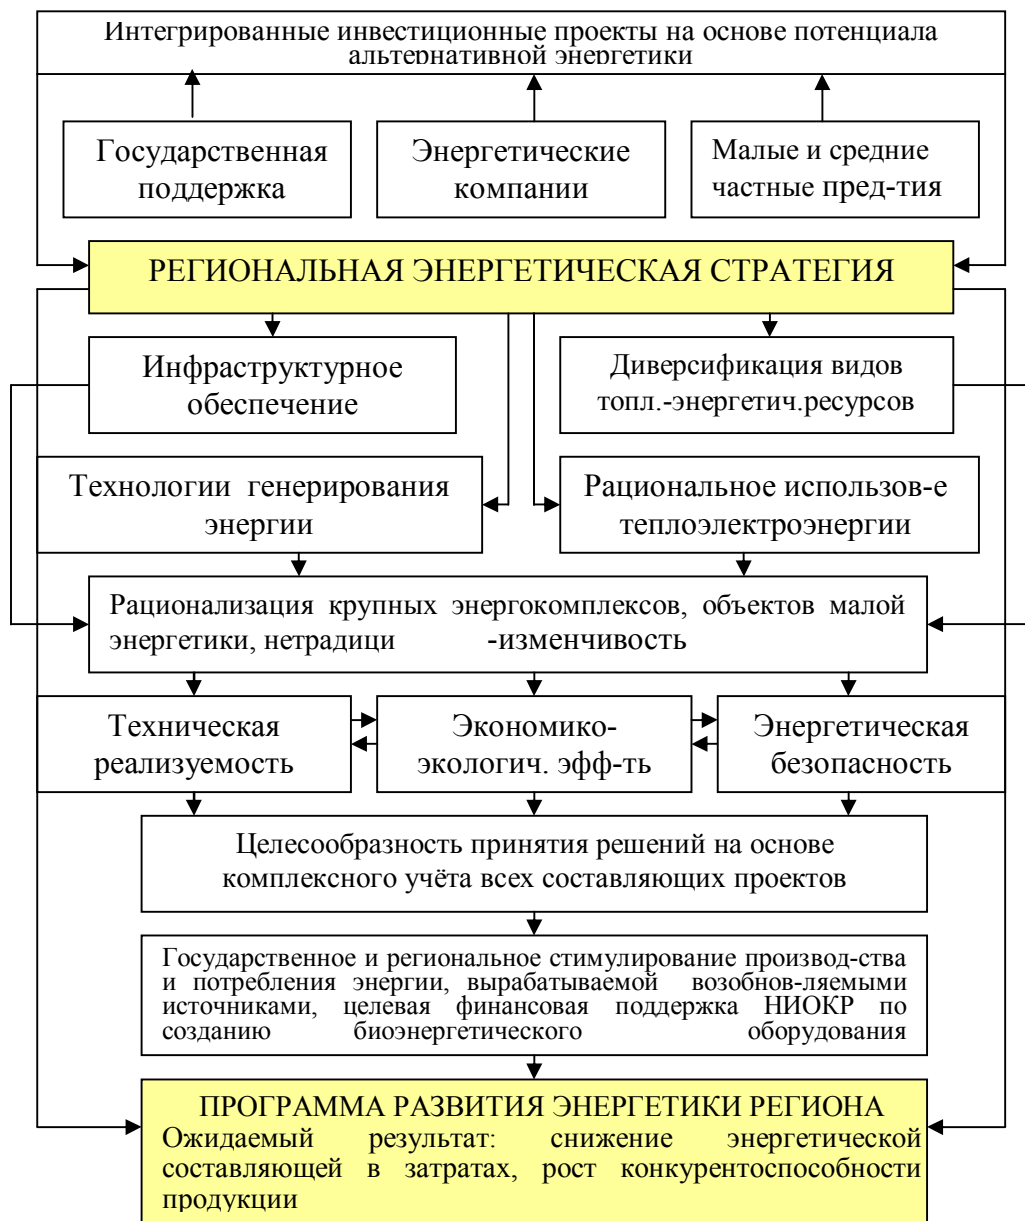 Интегрированные инвестиционные проекты на основе потенциала
альтернативной энергетики
Государственная
поддержка
Энергетические
компании
Малые и средние
частные пред-тия
РЕГИОНАЛЬНАЯ ЭНЕРГЕТИЧЕСКАЯ СТРАТЕГИЯ
Инфраструктурное
обеспечение
Диверсификация видов
топл.-энергетич.ресурсов
Технологии генерирования
энергии
Рациональное использов-е
теплоэлектроэнергии
Рационализация крупных энергокомплексов, объектов малой
энергетики, нетрадици -изменчивость
Техническая
реализуемость
Экономико-
экологич. эфф-ть
Энергетическая
безопасность
Целесообразность принятия решений на основе
комплексного учёта всех составляющих проектов
Государственное и региональное стимулирование производ-ства
и потребления энергии, вырабатываемой возобнов-ляемыми
источниками, целевая финансовая поддержка НИОКР по
созданию биоэнергетического оборудования
ПРОГРАММА РАЗВИТИЯ ЭНЕРГЕТИКИ РЕГИОНА
Ожидаемый результат: снижение энергетической
составляющей в затратах, рост конкурентоспособности
продукции